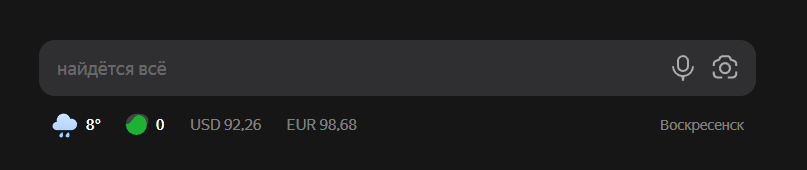 найдётся всё
8° 0 USD 92,26 EUR 98,68 Воскресенск